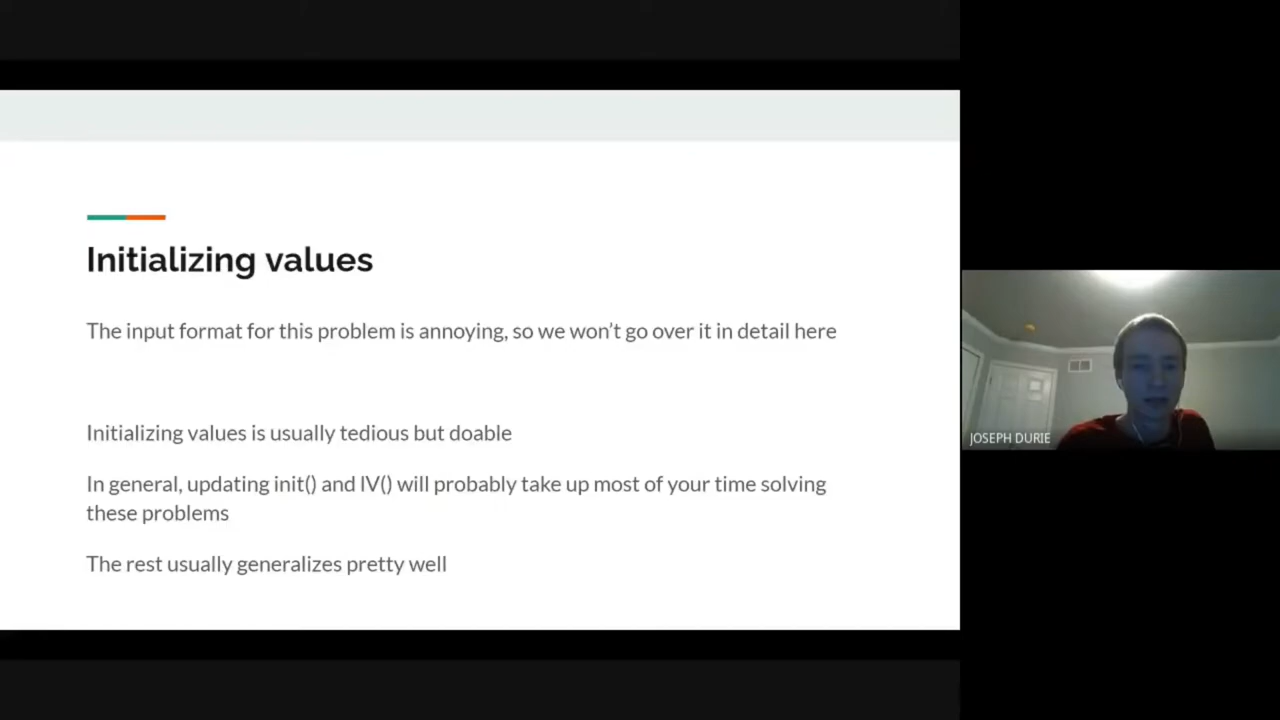 Initializing values
The input format for this problem is annoying, so we won’t go over it in detail here
Initializing values is usually tedious but doable
In general, updating init() and IV() will probably take up most of your time solving
these problems
The rest usually generalizes pretty well
JOSEPH DURIE